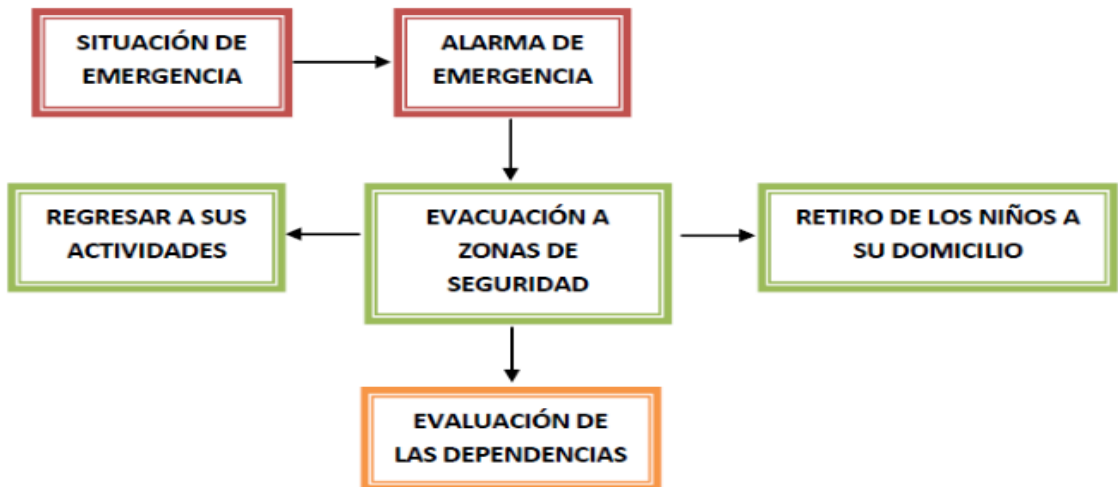 SITUACIÓN DE
EMERGENCIA
ALARMA DE
EMERGENCIA
REGRESAR A SUS
ACTIVIDADES
EVACUACIÓN A
ZONAS DE
SEGURIDAD
RETIRO DE LOS NIÑOS A
SU DOMICILIO
EVALUACIÓN DE
LAS DEPENDENCIAS